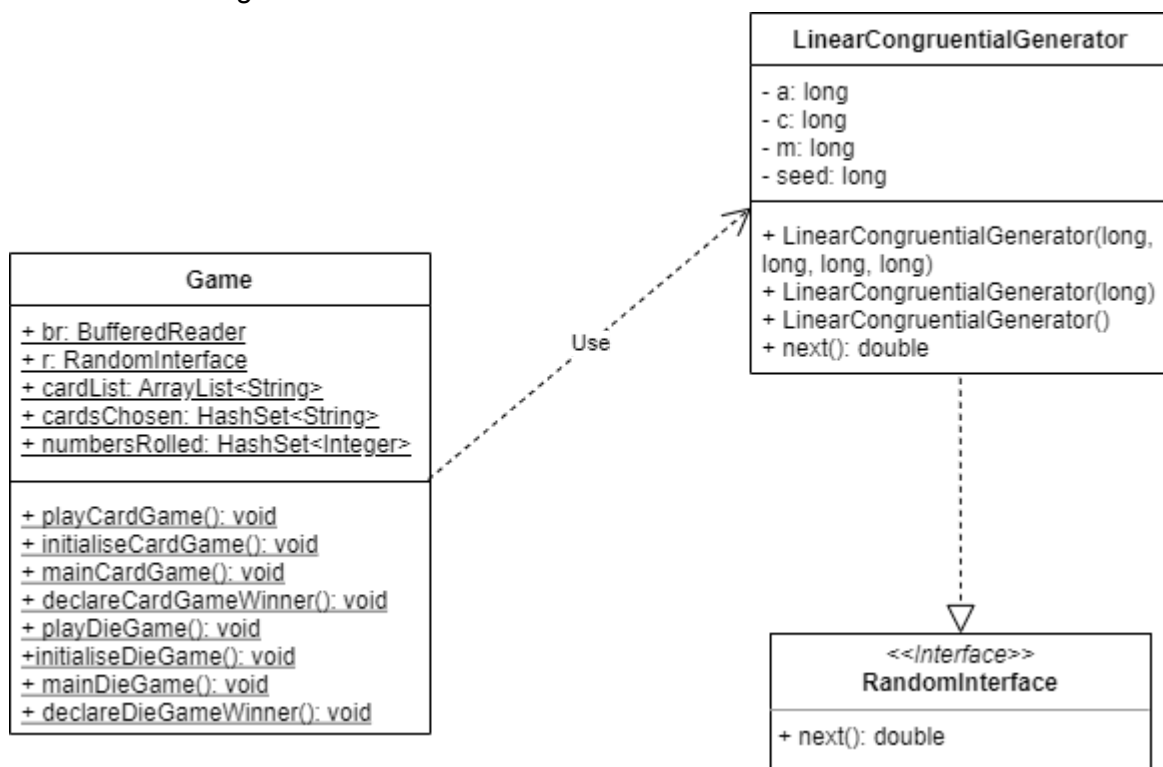 LinearCongruentialGenerator
- a: long
- c: long
- m: long
- seed: long
+ LinearCongruentialGenerator(long,
long, long, long)
+ LinearCongruentialGenerator(long)
+ LinearCongruentialGenerator()
+ next(): double
Game
+ br: BufferedReader
+ r: RandomInterface
+ cardList: ArrayList<String>
+ cardsChosen: HashSet<String>
+ numbersRolled: HashSet<Integer>
+ playCardGame(): void
+ initialiseCardGame(): void
+ mainCardGame(): void
+ declareCardGameWinner(): void
+ playDieGame(): void
+initialiseDieGame(): void
+ mainDieGame(): void
+ declareDieGameWinner(): void
Use
<<Interface>>
RandomInterface
+ next(): double